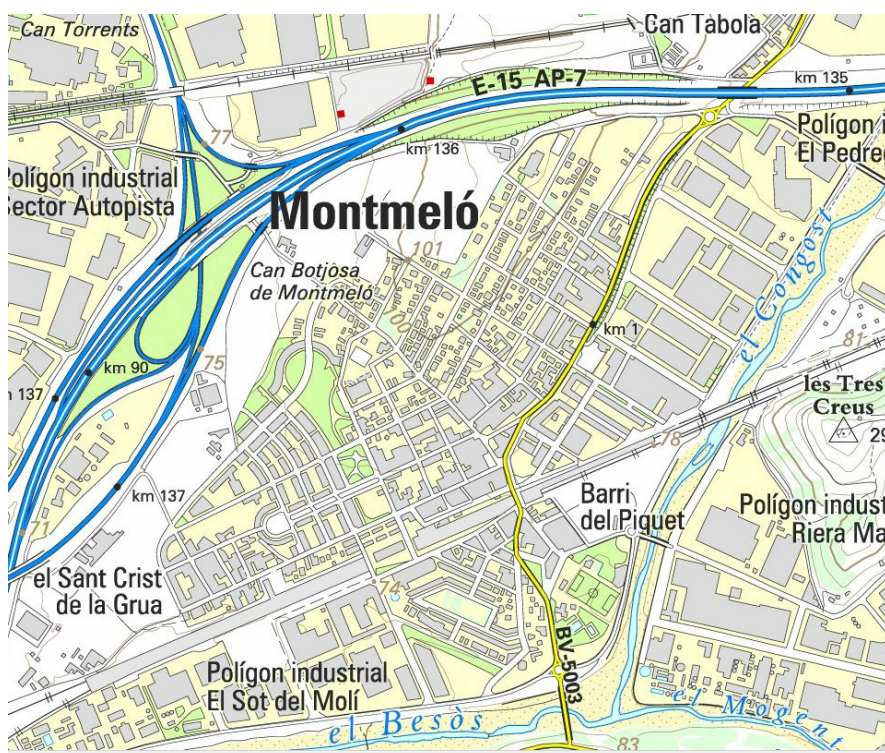 Can Torrents
Can Tàbola
E-15 AP-7
km 135
77
km 136
Polígon industrial
Sector Autopista
Polígon i
El Pedre
Montmeló
el Congost
101
Can Botjosa
de Montmeló
100
km 1
81
75
km 90
137
les Tres
Creus
29
78
km 137
Barri
del Piquet
Polígon indust
Riera Ma
71
el Sant Crist
de la Grua
74
BV-5003
Polígon industrial
El Sot del Molí
el Besòs
el Mogent
83